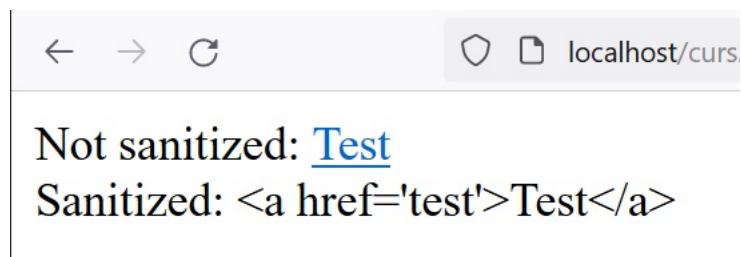 localhost/curs.
Not sanitized: Test
Sanitized: <a href='test'>Test</a>